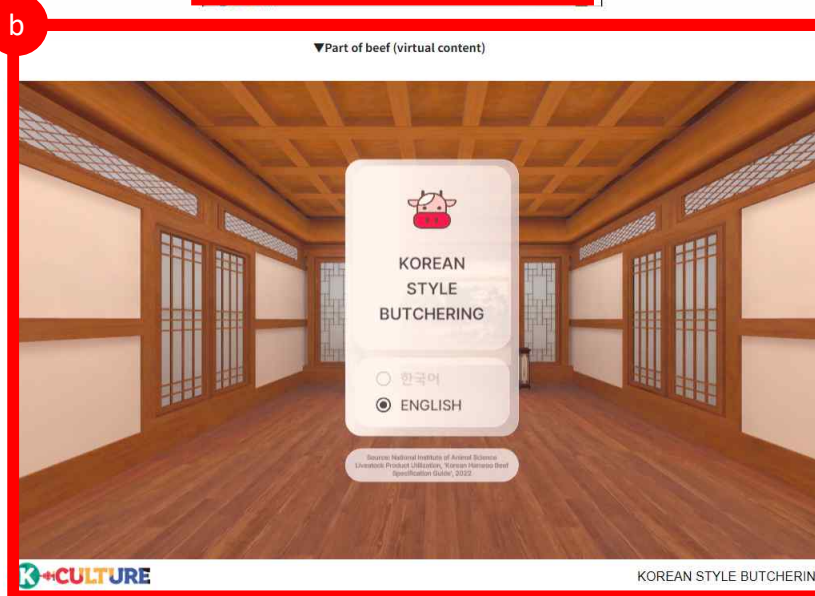 b
▼Part of beef (virtual content)
KOREAN
STYLE
BUTCHERING
한국어
ENGLISH
Source: National Institute of Animal Science
Livestock Product Utilization, 'Korean Hanwoo Beef
Specification Guide', 2022
K CULTURE
KOREAN STYLE BUTCHERIN